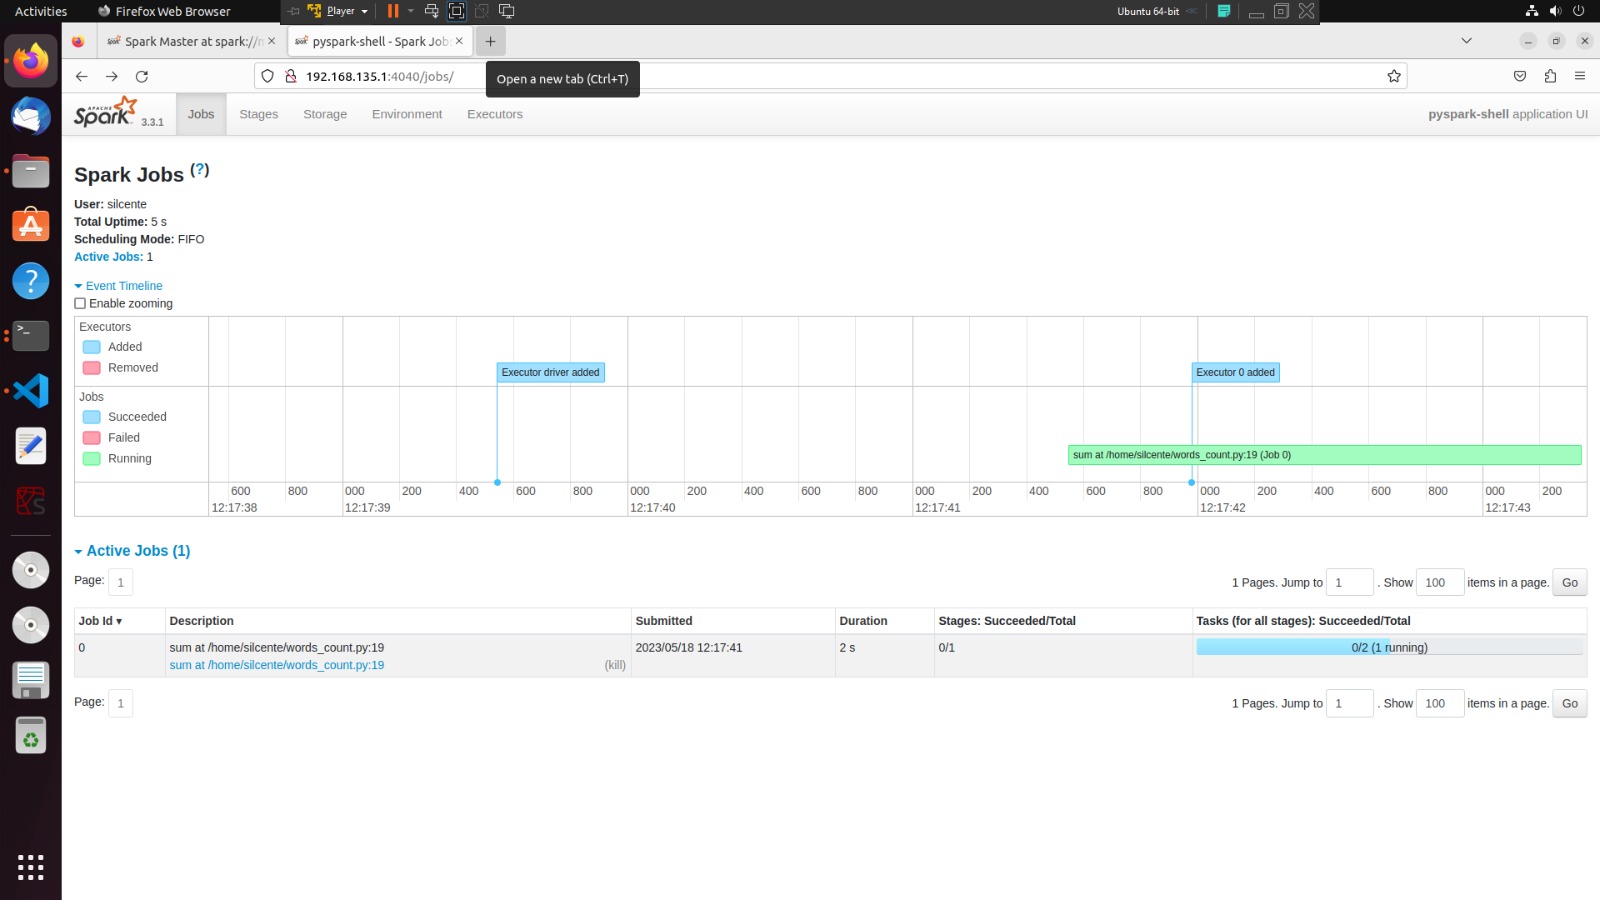 Activities Firefox Web Browser Player Ubuntu 64-bit
Spark Master at spark://n pyspark-shell - Spark Job
192.168.135.1:4040/jobs/
Open a new tab (Ctrl+T)
APACHE Spark 3.3.1 Jobs Stages Storage Environment Executors pyspark-shell application UI
Spark Jobs (?)
User: silcente
Total Uptime: 5 s
Scheduling Mode: FIFO
Active Jobs: 1
Event Timeline
Enable zooming
Executors
Added
Removed
Executor driver added Executor 0 added
Jobs
Succeeded
Failed
Running
sum at /home/silcente/words_count.py:19 (Job 0)
600 800 000 200 400 600 800 000 200 400 600 800 000 200 400 600 800 000 200 400 600 800 000 200
12:17:38 12:17:39 12:17:40 12:17:41 12:17:42 12:17:43
Active Jobs (1)
Page: 1 1 Pages. Jump to 1 . Show 100 items in a page. Go
Job Id ▾ Description Submitted Duration Stages: Succeeded/Total Tasks (for all stages): Succeeded/Total
0 sum at /home/silcente/words_count.py:19 2023/05/18 12:17:41 2 s 0/1 0/2 (1 running)
sum at /home/silcente/words_count.py:19 (kill)
Page: 1 1 Pages. Jump to 1 . Show 100 items in a page. Go